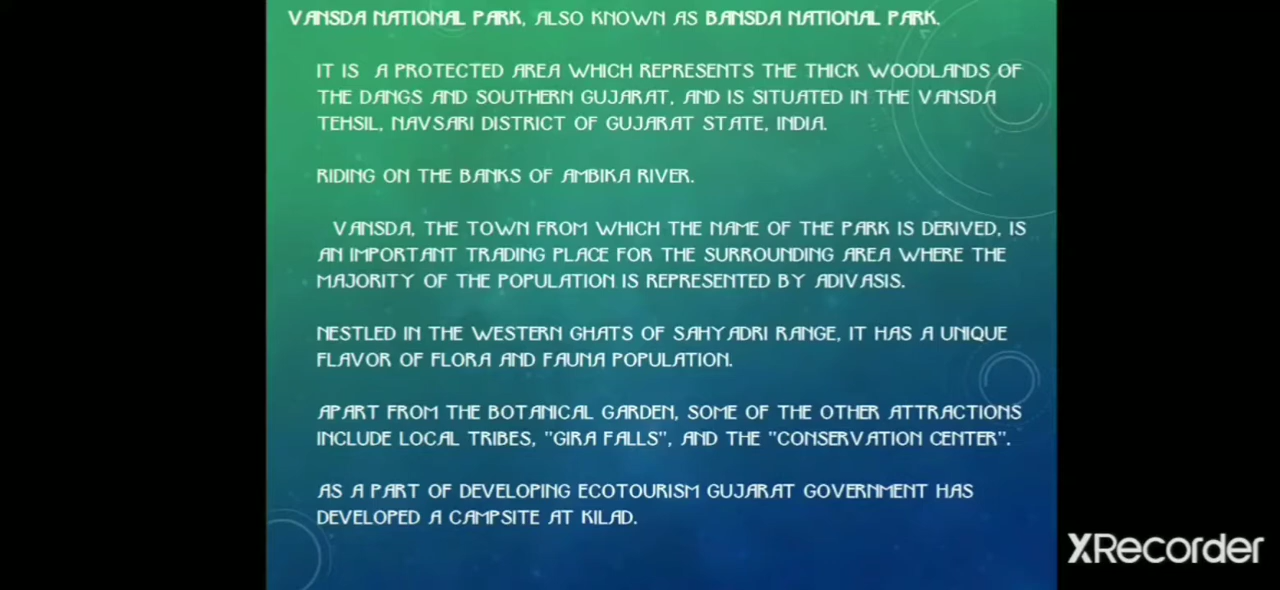 VANSDA NATIONAL PARK, ALSO KNOWN AS BANSDA NATIONAL PARK.
IT IS A PROTECTED AREA WHICH REPRESENTS THE THICK WOODLANDS OF
THE DANGS AND SOUTHERN GUJARAT, AND IS SITUATED IN THE VANSDA
TEHSIL, NAVSARI DISTRICT OF GUJARAT STATE, INDIA.
RIDING ON THE BANKS OF AMBIKA RIVER.
VANSDA, THE TOWN FROM WHICH THE NAME OF THE PARK IS DERIVED, IS
AN IMPORTANT TRADING PLACE FOR THE SURROUNDING AREA WHERE THE
MAJORITY OF THE POPULATION IS REPRESENTED BY ADIVASIS.
NESTLED IN THE WESTERN GHATS OF SAHYADRI RANGE, IT HAS A UNIQUE
FLAVOR OF FLORA AND FAUNA POPULATION.
APART FROM THE BOTANICAL GARDEN, SOME OF THE OTHER ATTRACTIONS
INCLUDE LOCAL TRIBES, "GIRA FALLS", AND THE "CONSERVATION CENTER".
AS A PART OF DEVELOPING ECOTOURISM GUJARAT GOVERNMENT HAS
DEVELOPED A CAMPSITE AT KILAD.
XRecorder